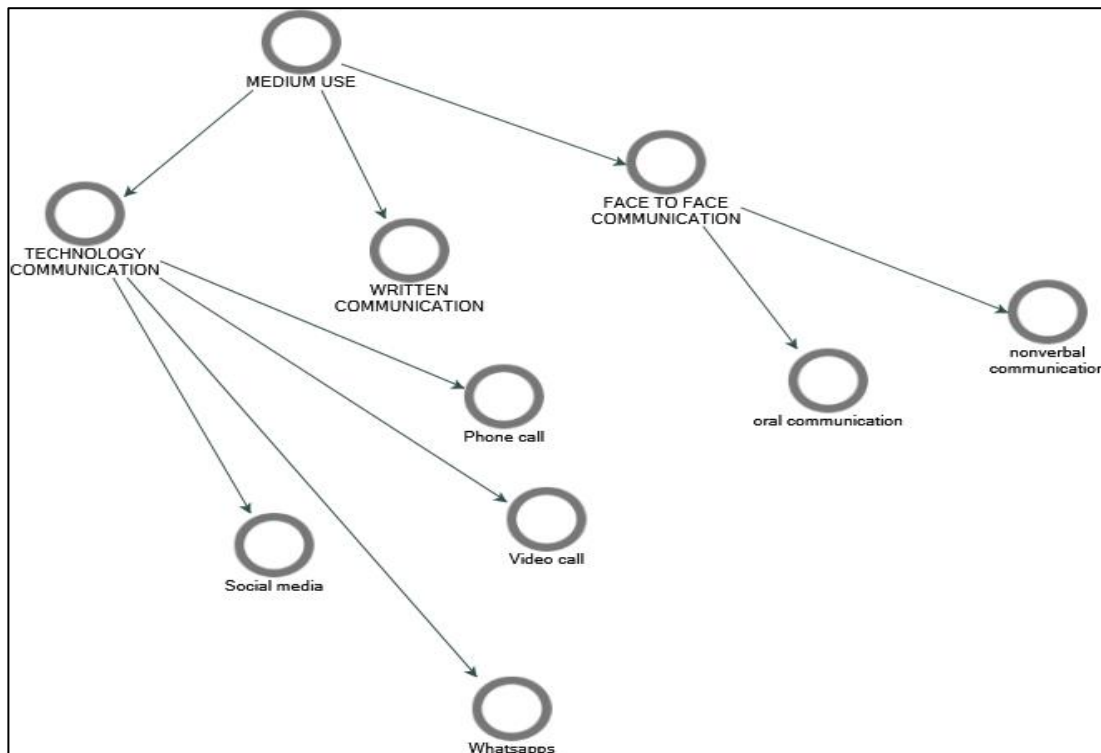 MEDIUM USE
FACE TO FACE
COMMUNICATION
TECHNOLOGY
COMMUNICATION
WRITTEN
COMMUNICATION
nonverbal
communication
oral communication
Phone call
Video call
Social media
Whatsapps